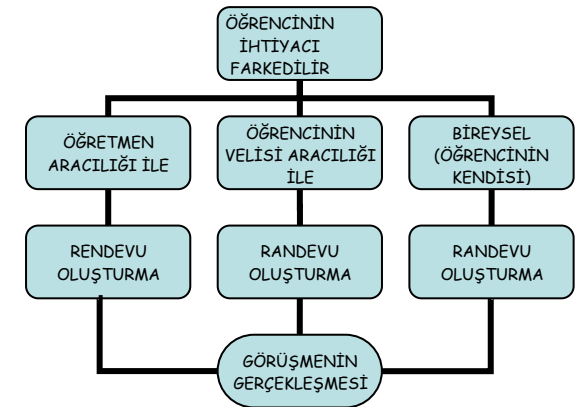 ÖĞRENCİNİN
İHTİYACI
FARKEDİLİR
ÖĞRETMEN
ARACILIĞI İLE
ÖĞRENCİNİN
VELİSİ ARACILIĞI
İLE
BİREYSEL
(ÖĞRENCİNİN
KENDİSİ)
RENDEVU
OLUŞTURMA
RANDEVU
OLUŞTURMA
RANDEVU
OLUŞTURMA
GÖRÜŞMENİN
GERÇEKLEŞMESİ